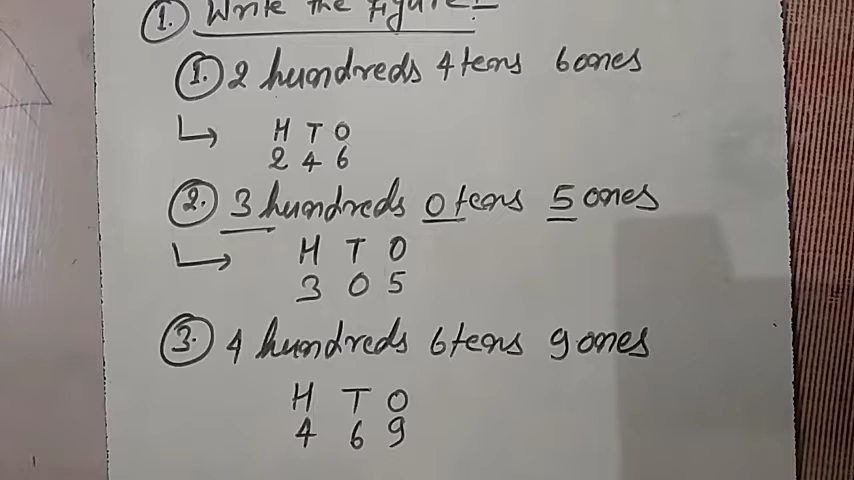 1. Write the figure:-
1. 2 hundreds 4 tens 6 ones
H T O
2 4 6
2. 3 hundreds 0 tens 5 ones
H T O
3 0 5
3. 4 hundreds 6 tens 9 ones
H T O
4 6 9